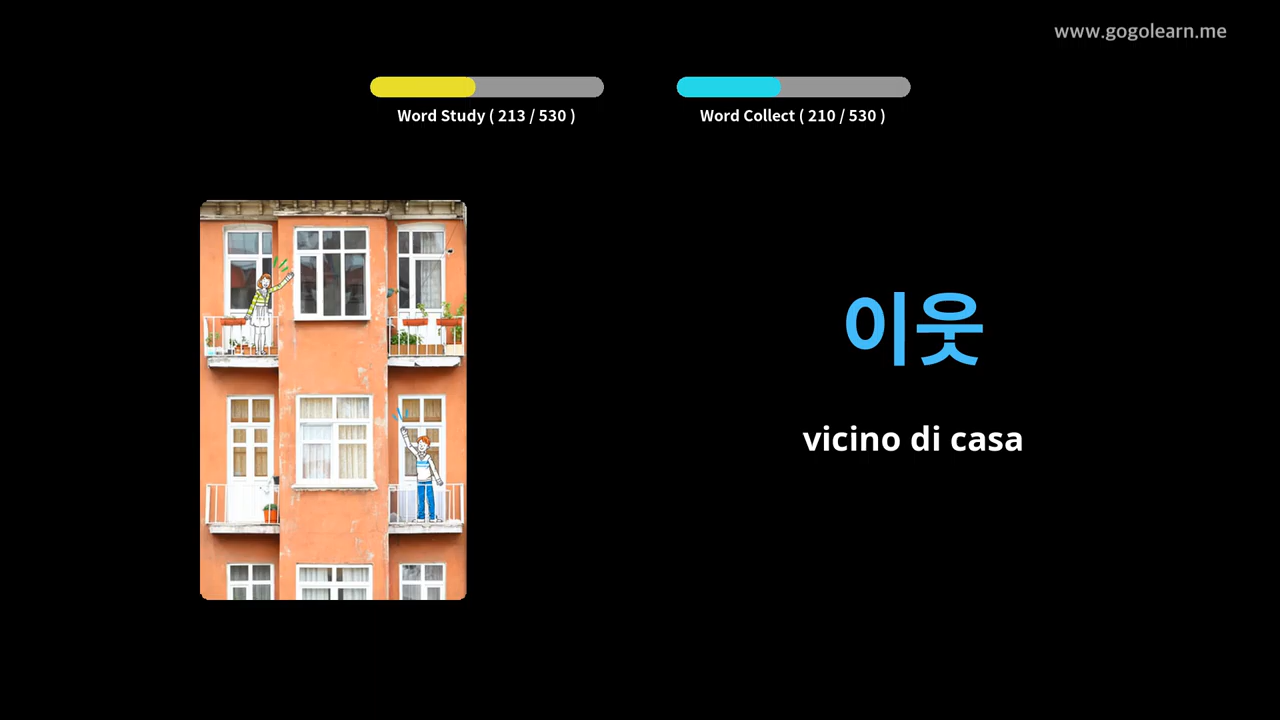 www.gogolearn.me
Word Study ( 213 / 530 )
Word Collect ( 210 / 530 )
이웃
vicino di casa